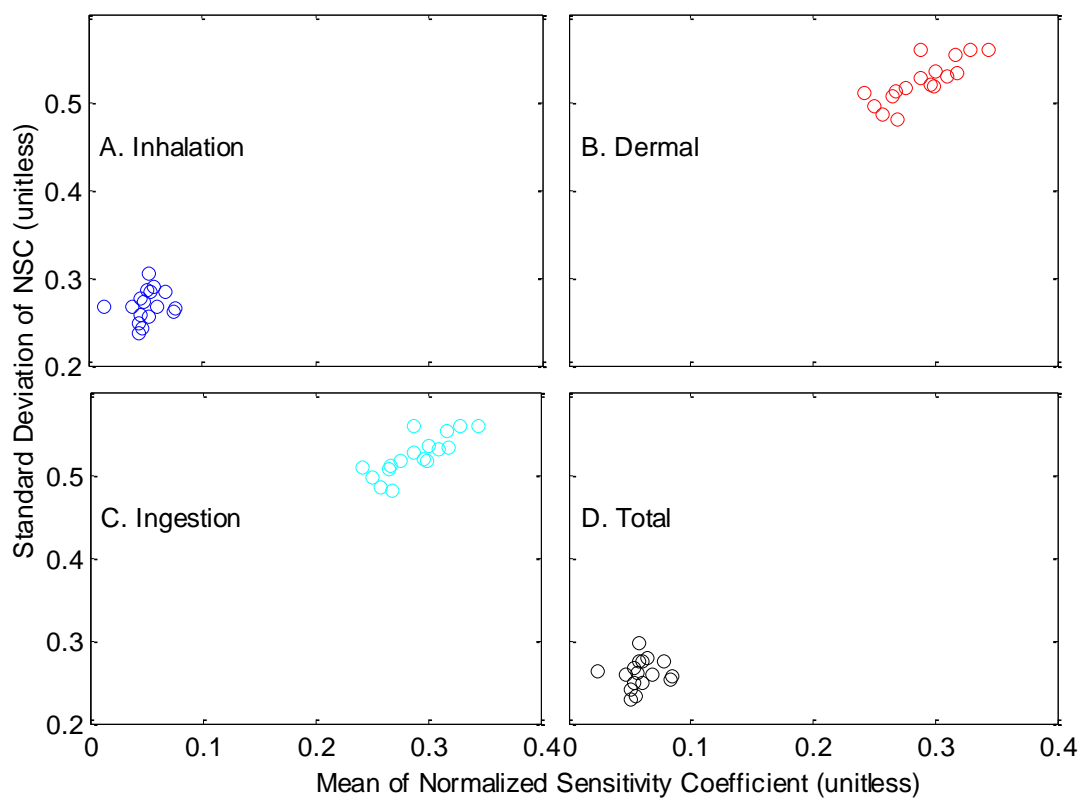 Standard Deviation of NSC (unitless)
0.5
0.4
0.3
0.2
A. Inhalation
B. Dermal
0.5
0.4
0.3
0.2
C. Ingestion
D. Total
0 0.1 0.2 0.3 0.4
0 0.1 0.2 0.3 0.4
Mean of Normalized Sensitivity Coefficient (unitless)